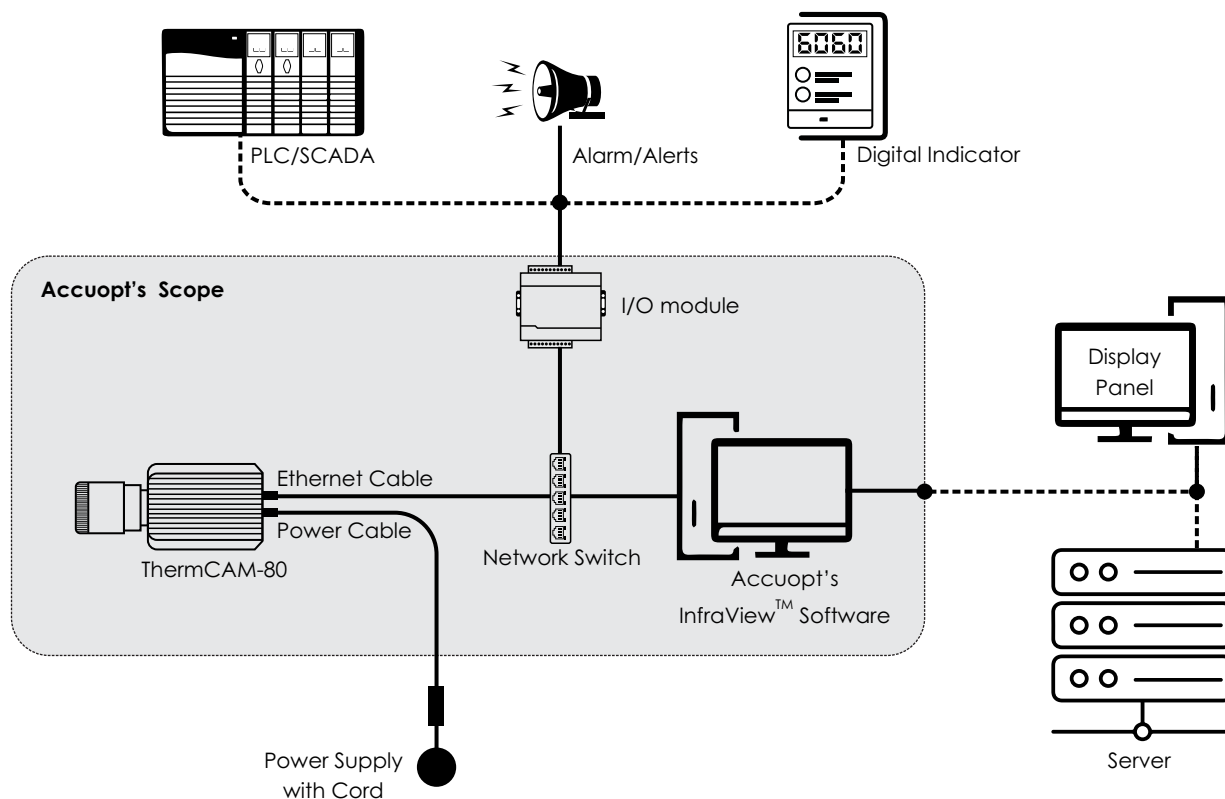 6060
PLC/SCADA
Alarm/Alerts
Digital Indicator
Accuopt's Scope
I/O module
Display
Panel
Ethernet Cable
Power Cable
ThermCAM-80
Network Switch
Accuopt's
InfraView™ Software
Power Supply
with Cord
Server